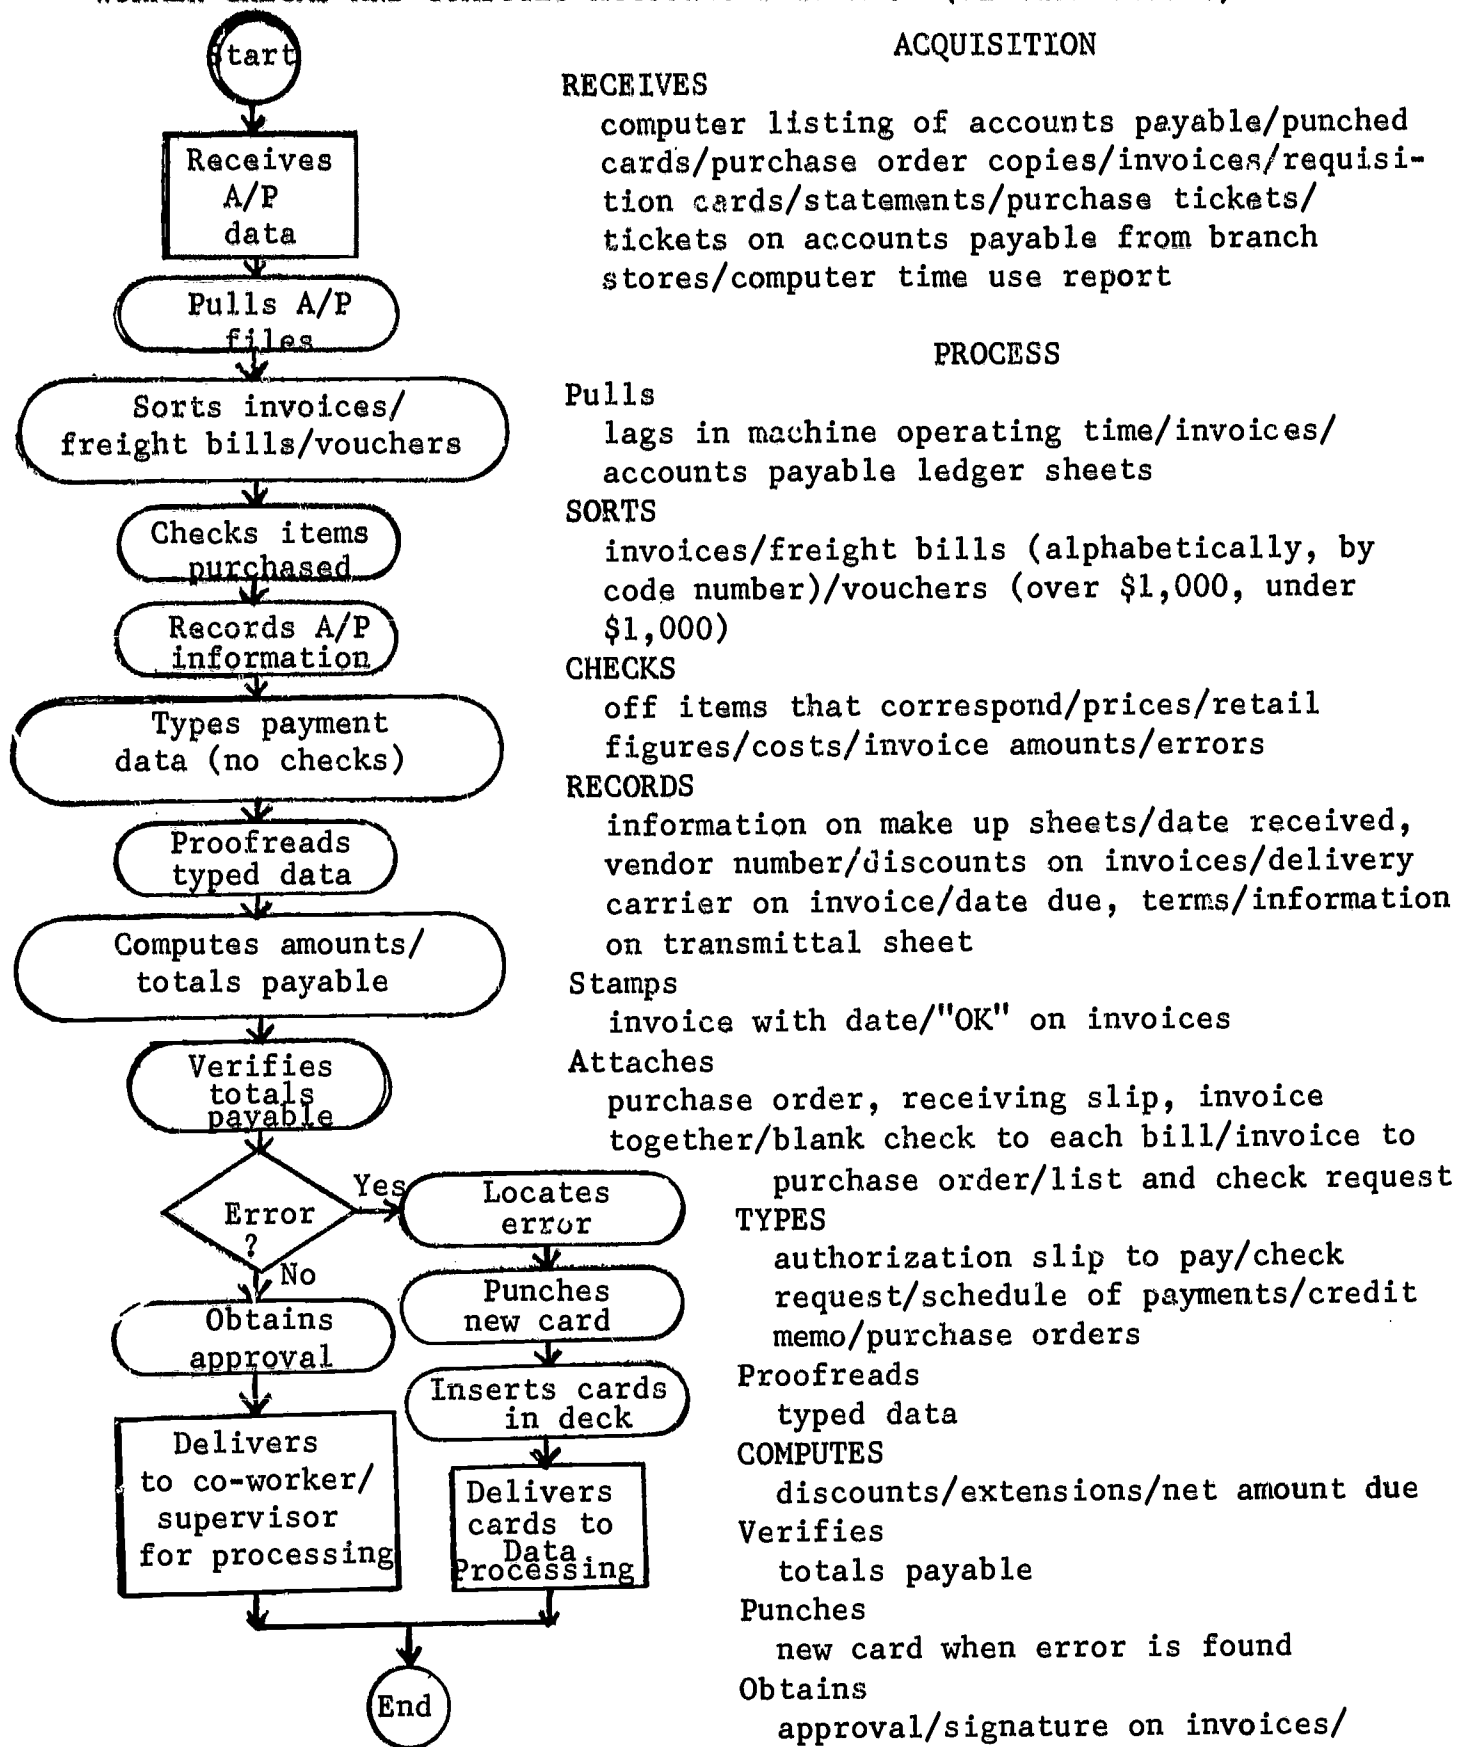 Start
Receives
A/P
data
Pulls A/P
files
Sorts invoices/
freight bills/vouchers
Checks items
purchased
Records A/P
information
Types payment
data (no checks)
Proofreads
typed data
Computes amounts/
totals payable
Verifies
totals
payable
Error
?
Yes
No
Locates
error
Punches
new card
Inserts cards
in deck
Delivers
cards to
Data
Processing
Obtains
approval
Delivers
to co-worker/
supervisor
for processing
End
ACQUISITION
RECEIVES
computer listing of accounts payable/punched
cards/purchase order copies/invoices/requisi-
tion cards/statements/purchase tickets/
tickets on accounts payable from branch
stores/computer time use report
PROCESS
Pulls
lags in machine operating time/invoices/
accounts payable ledger sheets
SORTS
invoices/freight bills (alphabetically, by
code number)/vouchers (over $1,000, under
$1,000)
CHECKS
off items that correspond/prices/retail
figures/costs/invoice amounts/errors
RECORDS
information on make up sheets/date received,
vendor number/discounts on invoices/delivery
carrier on invoice/date due, terms/information
on transmittal sheet
Stamps
invoice with date/"OK" on invoices
Attaches
purchase order, receiving slip, invoice
together/blank check to each bill/invoice to
purchase order/list and check request
TYPES
authorization slip to pay/check
request/schedule of payments/credit
memo/purchase orders
Proofreads
typed data
COMPUTES
discounts/extensions/net amount due
Verifies
totals payable
Punches
new card when error is found
Obtains
approval/signature on invoices/